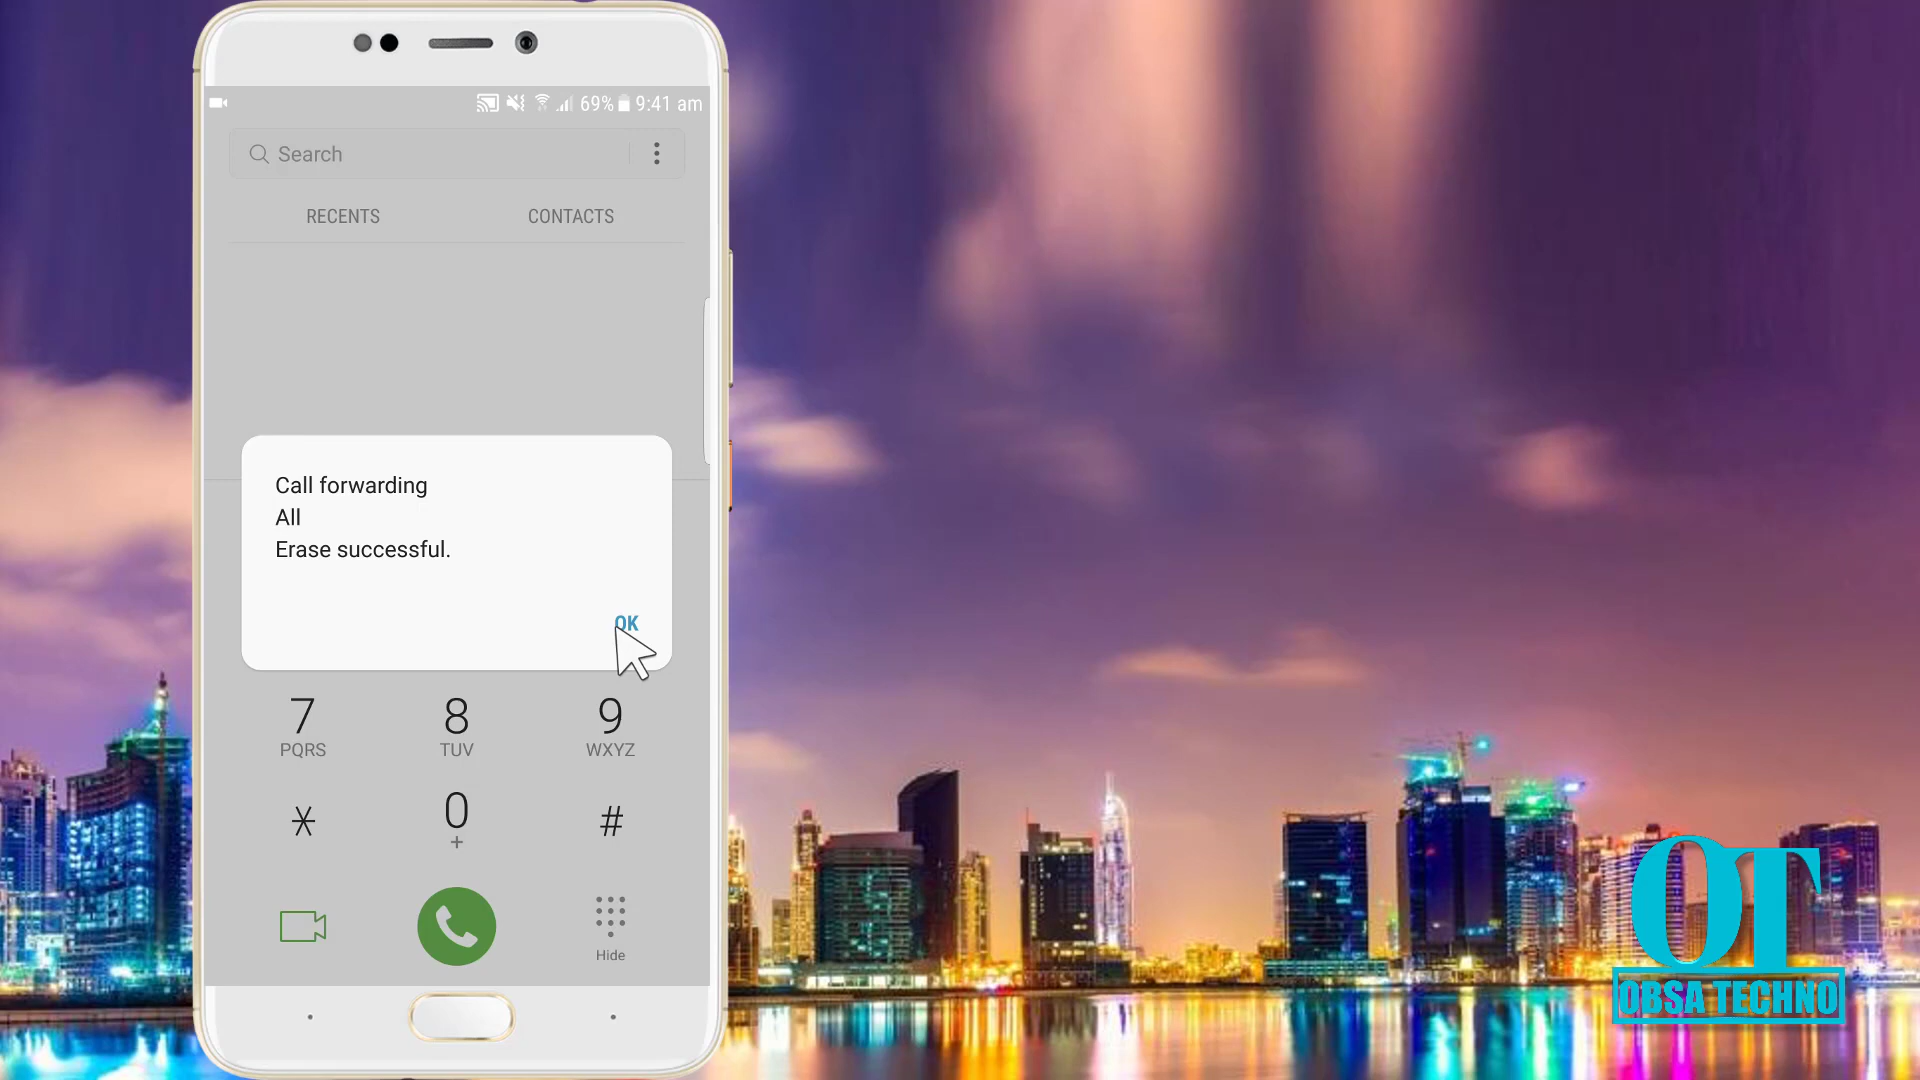 69% 9:41 am
Search
RECENTS CONTACTS
Call forwarding
All
Erase successful.
OK
7 8 9
PQRS TUV WXYZ
* 0 #
+
Hide
OT
OBSA TECHNO